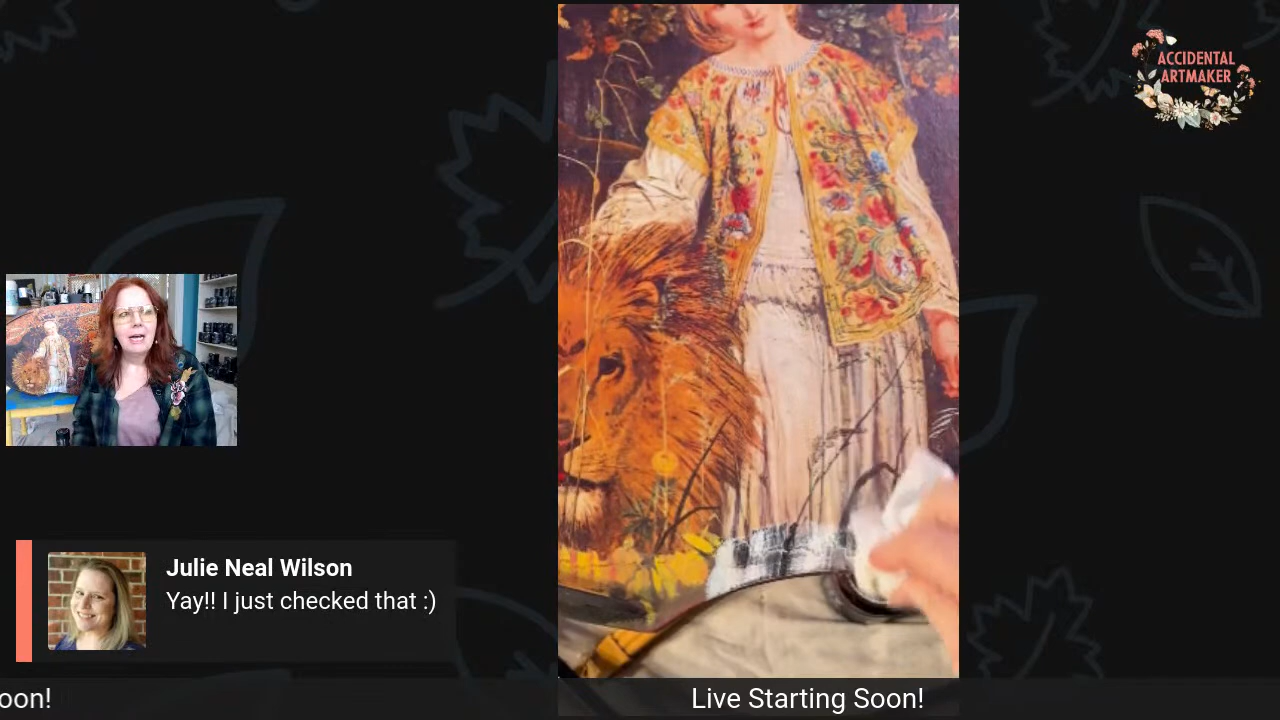 ACCIDENTAL
ARTMAKER
Julie Neal Wilson
Yay!! I just checked that :)
oon!
Live Starting Soon!